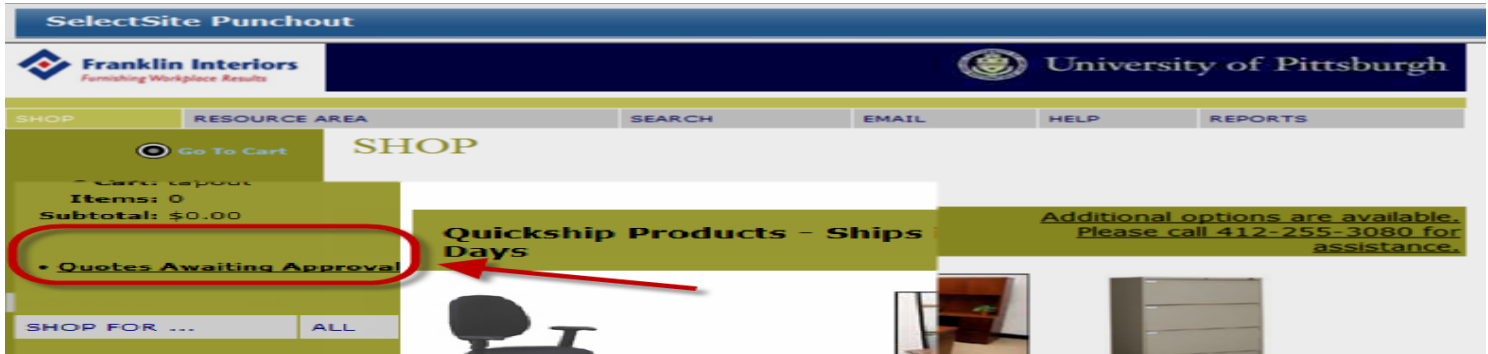 SelectSite Punchout
Franklin Interiors
Furnishing Workplace Results
University of Pittsburgh
SHOP RESOURCE AREA SEARCH EMAIL HELP REPORTS
Go To Cart
SHOP
Items: 0
Subtotal: $0.00
• Quotes Awaiting Approval
Quickship Products - Ships
Days
Additional options are available.
Please call 412-255-3080 for
assistance.
SHOP FOR ... ALL